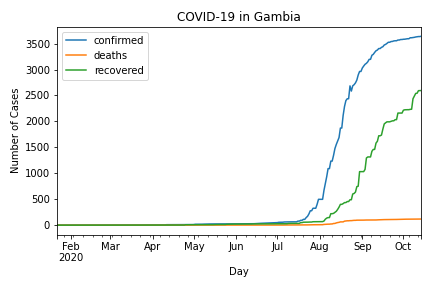 COVID-19 in Gambia
confirmed
deaths
recovered
3500
3000
2500
2000
1500
1000
500
0
Number of Cases
Feb Mar Apr May Jun Jul Aug Sep Oct
2020
Day